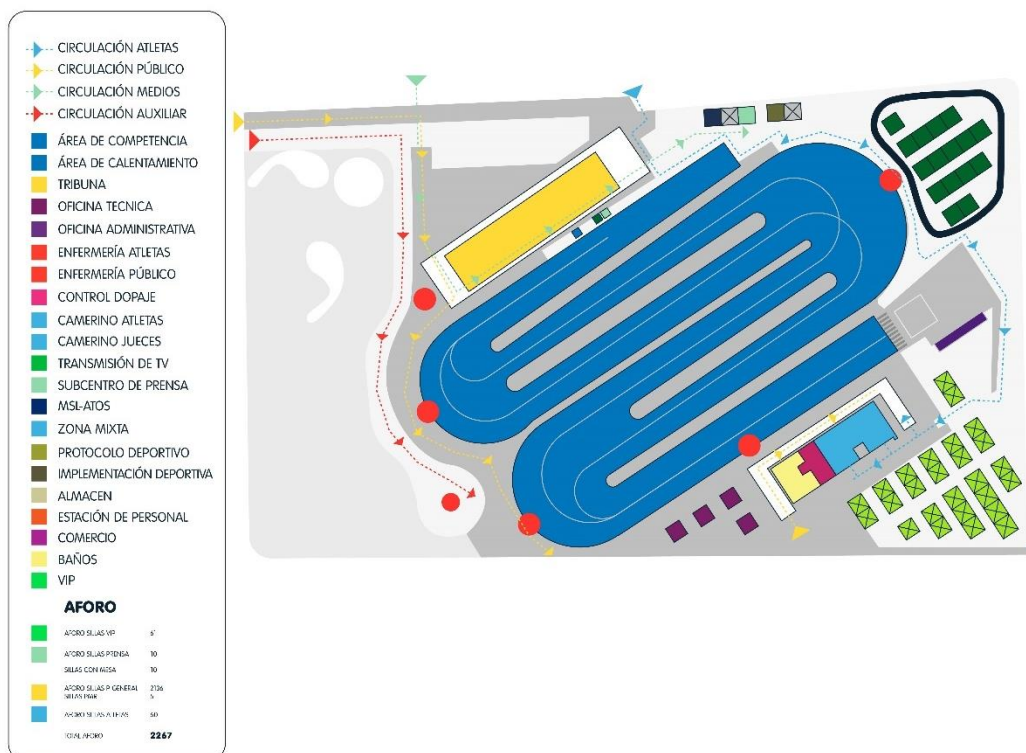 CIRCULACIÓN ATLETAS
CIRCULACIÓN PÚBLICO
CIRCULACIÓN MEDIOS
CIRCULACIÓN AUXILIAR
ÁREA DE COMPETENCIA
ÁREA DE CALENTAMIENTO
TRIBUNA
OFICINA TECNICA
OFICINA ADMINISTRATIVA
ENFERMERÍA ATLETAS
ENFERMERÍA PÚBLICO
CONTROL DOPAJE
CAMERINO ATLETAS
CAMERINO JUECES
TRANSMISIÓN DE TV
SUBCENTRO DE PRENSA
MSL-ATOS
ZONA MIXTA
PROTOCOLO DEPORTIVO
IMPLEMENTACIÓN DEPORTIVA
ALMACEN
ESTACIÓN DE PERSONAL
COMERCIO
BAÑOS
VIP
AFORO
AFORO SILLAS VIP
AFORO SILLAS PRENSA 10
SILLAS CON MESA 10
AFORO SILLAS P GENERAL 2136
SILLAS PMR
AFORO SILLAS ATLETAS
TOTAL AFORO 2267